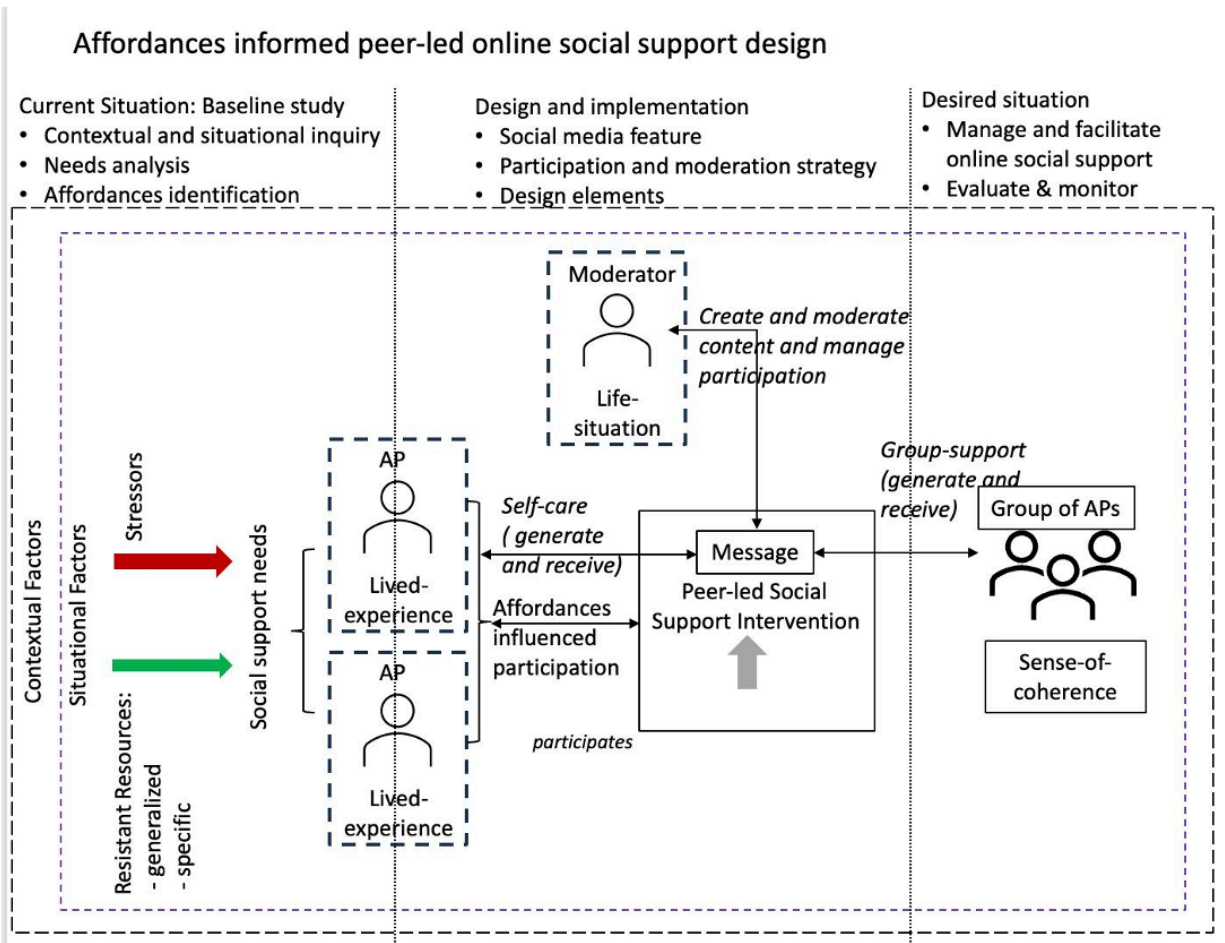 Affordances informed peer-led online social support design
Current Situation: Baseline study
• Contextual and situational inquiry
• Needs analysis
• Affordances identification
Design and implementation
• Social media feature
• Participation and moderation strategy
• Design elements
Desired situation
• Manage and facilitate
online social support
• Evaluate & monitor
Contextual Factors
Situational Factors
Stressors
Resistant Resources:
- generalized
- specific
Social support needs
AP
Lived-
experience
AP
Lived-
experience
Moderator
Life-
situation
Create and moderate
content and manage
participation
Self-care
( generate
and receive)
Affordances
influenced
participation
participates
Message
Peer-led Social
Support Intervention
Group-support
(generate and
receive)
Group of APs
Sense-of-
coherence